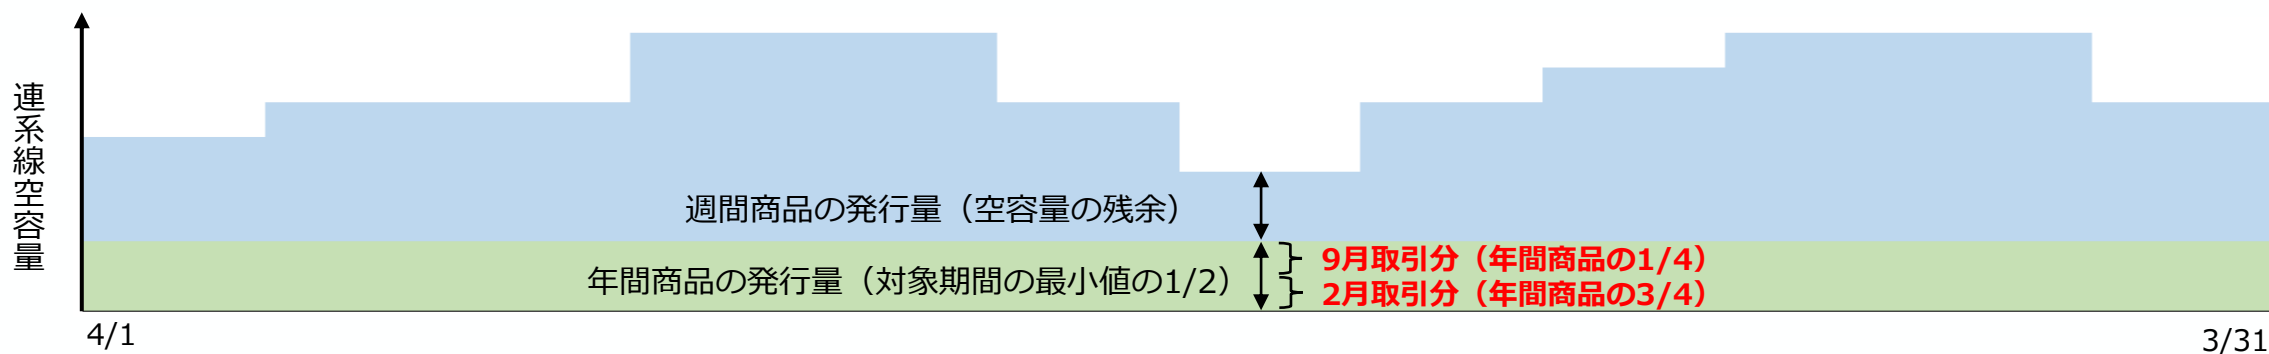 連系線空容量
週間商品の発行量（空容量の残余）
年間商品の発行量（対象期間の最小値の1/2）
9月取引分（年間商品の1/4）
2月取引分（年間商品の3/4）
4/1
3/31